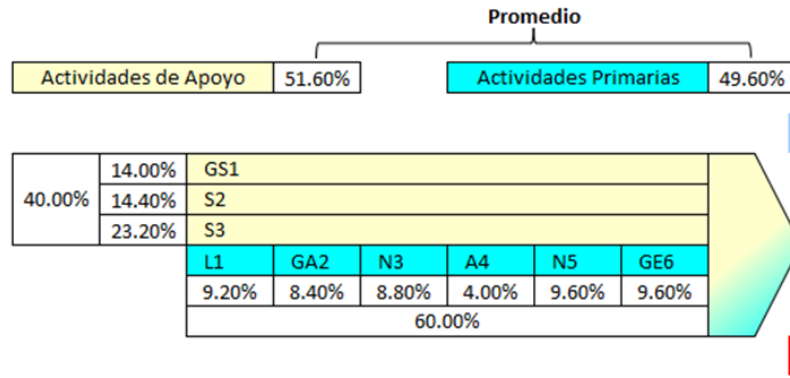 Promedio
Actividades de Apoyo 51.60% Actividades Primarias 49.60%
14.00% GS1
40.00% 14.40% S2
23.20% S3
L1 GA2 N3 A4 N5 GE6
9.20% 8.40% 8.80% 4.00% 9.60% 9.60%
60.00%